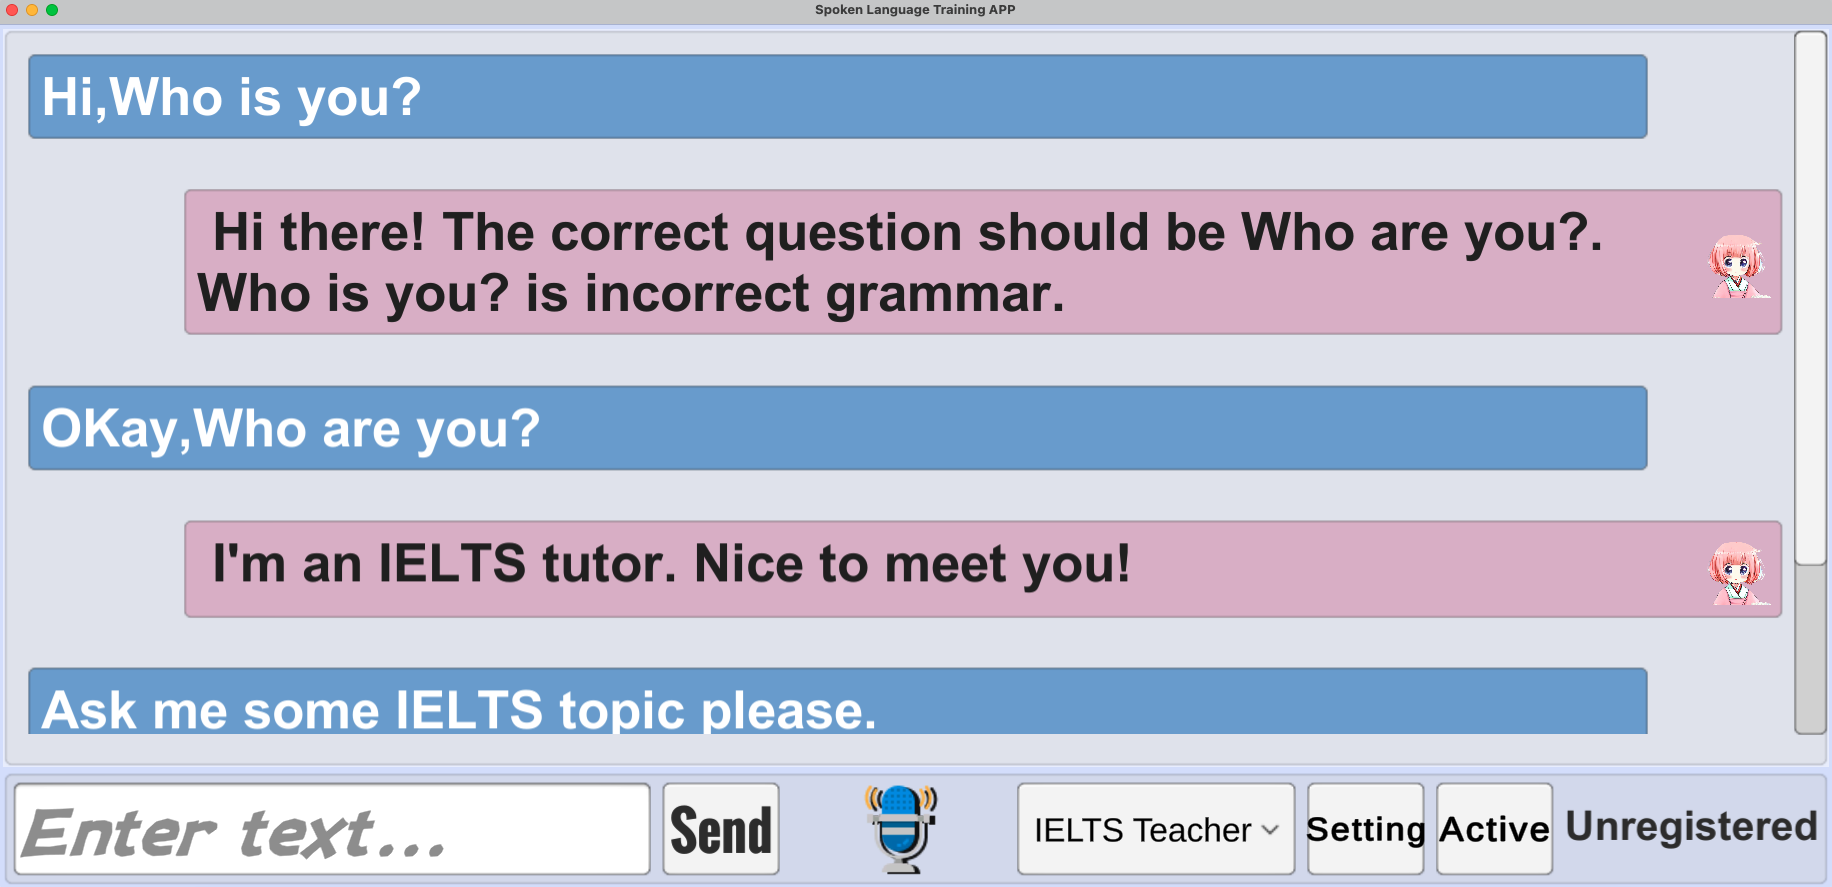 Spoken Language Training APP
Hi,Who is you?
Hi there! The correct question should be Who are you?.
Who is you? is incorrect grammar.
OKay,Who are you?
I'm an IELTS tutor. Nice to meet you!
Ask me some IELTS topic please.
Enter text...
Send
IELTS Teacher
Setting
Active
Unregistered